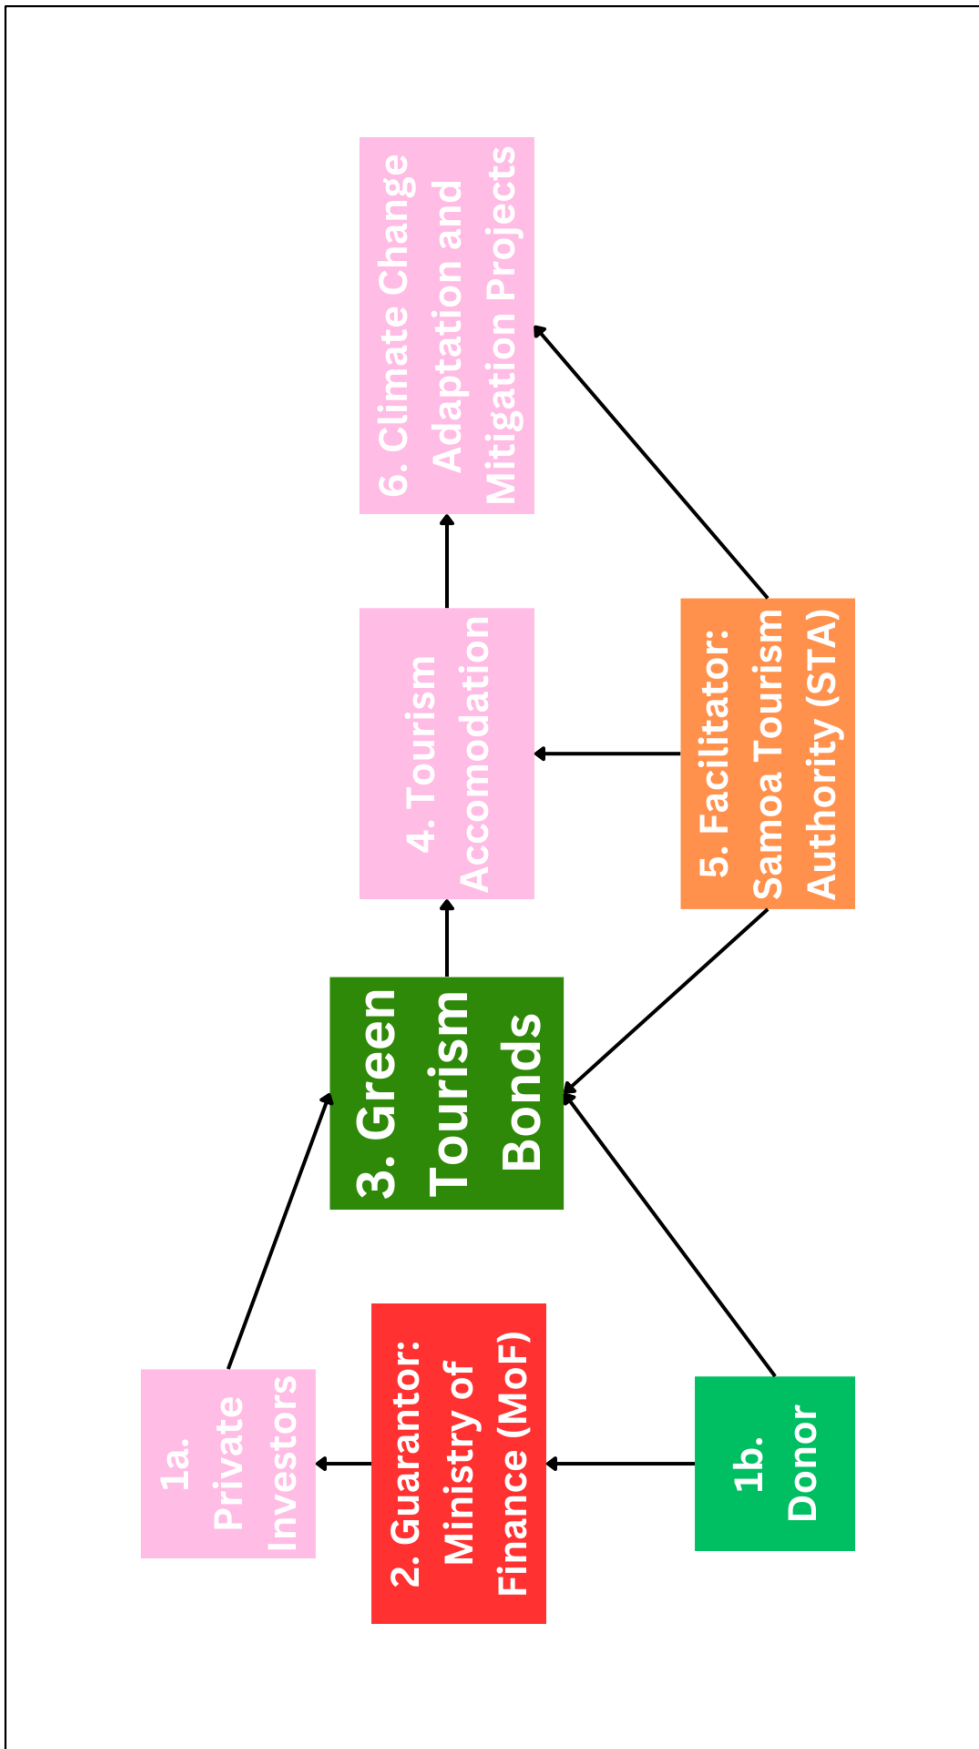 1a.
Private
Investors
2. Guarantor:
Ministry of
Finance (MoF)
1b.
Donor
3. Green
Tourism
Bonds
4. Tourism
Accomodation
5. Facilitator:
Samoa Tourism
Authority (STA)
6. Climate Change
Adaptation and
Mitigation Projects